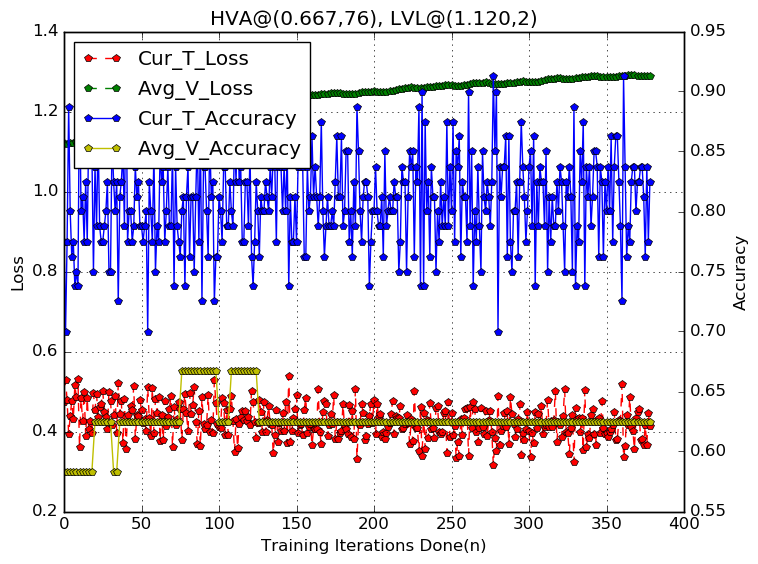 HVA@(0.667,76), LVL@(1.120,2)
1.4
1.2
1.0
0.8
0.6
0.4
0.2
Loss
Cur_T_Loss
Avg_V_Loss
Cur_T_Accuracy
Avg_V_Accuracy
0.95
0.90
0.85
0.80
0.75
0.70
0.65
0.60
0.55
Accuracy
0 50 100 150 200 250 300 350 400
Training Iterations Done(n)